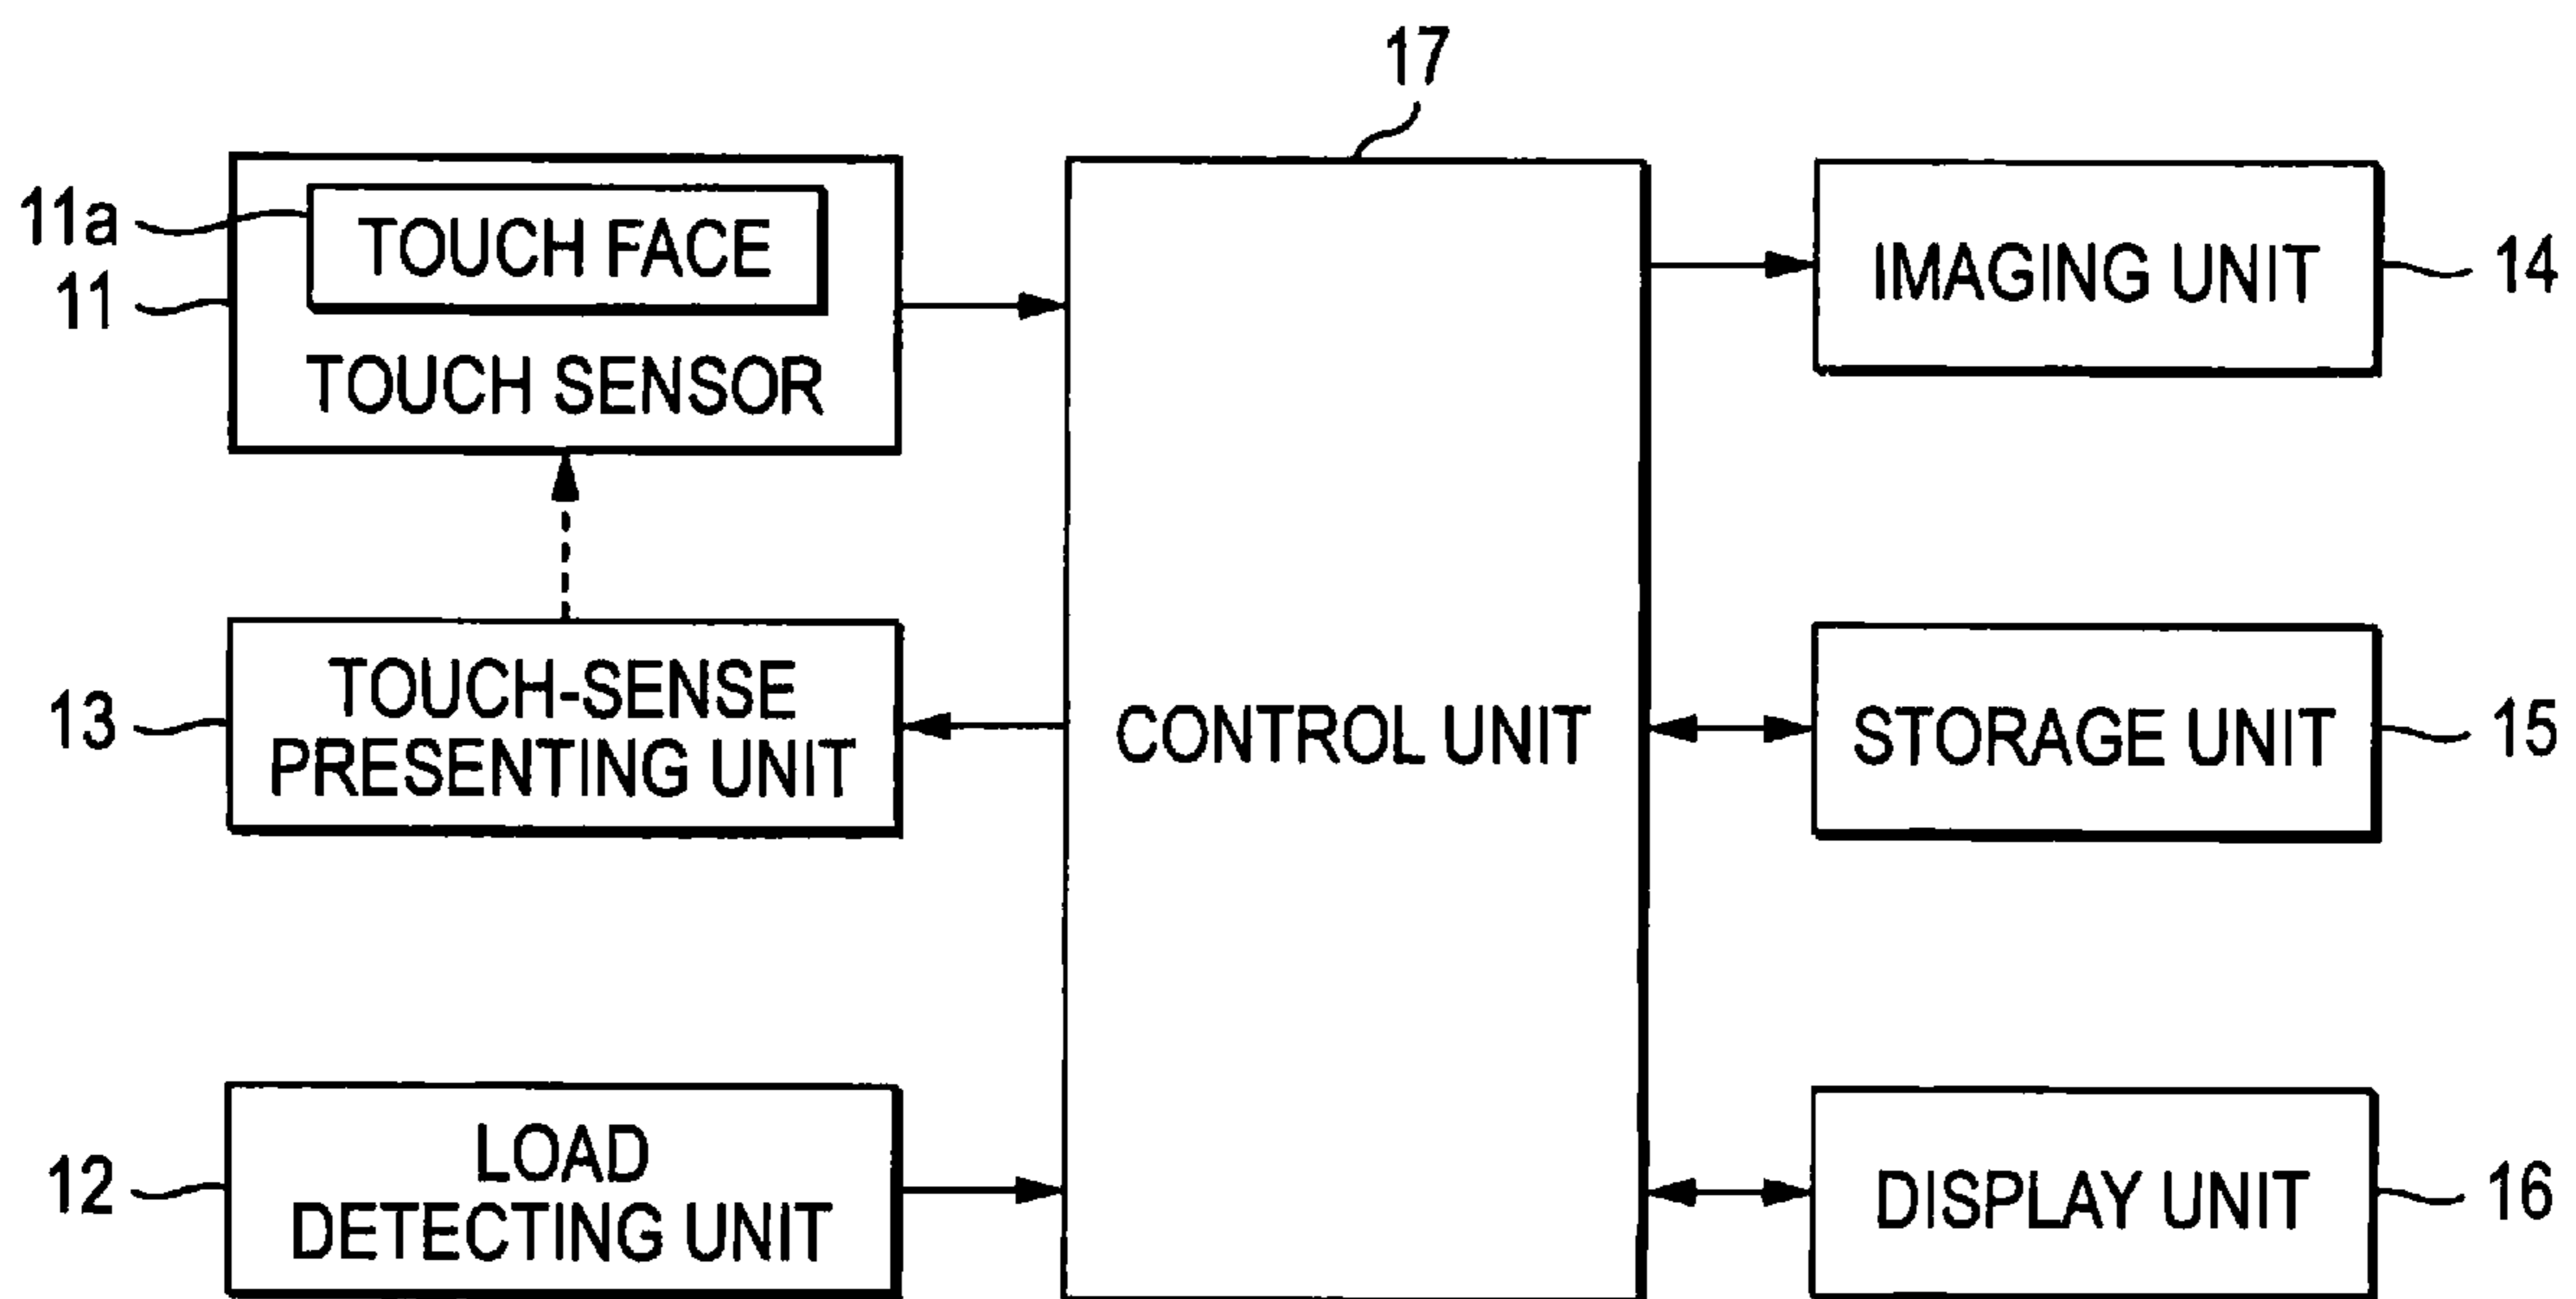 17
11a
TOUCH FACE
11
TOUCH SENSOR
IMAGING UNIT
14
13
TOUCH-SENSE
PRESENTING UNIT
CONTROL UNIT
STORAGE UNIT
15
12
LOAD
DETECTING UNIT
DISPLAY UNIT
16